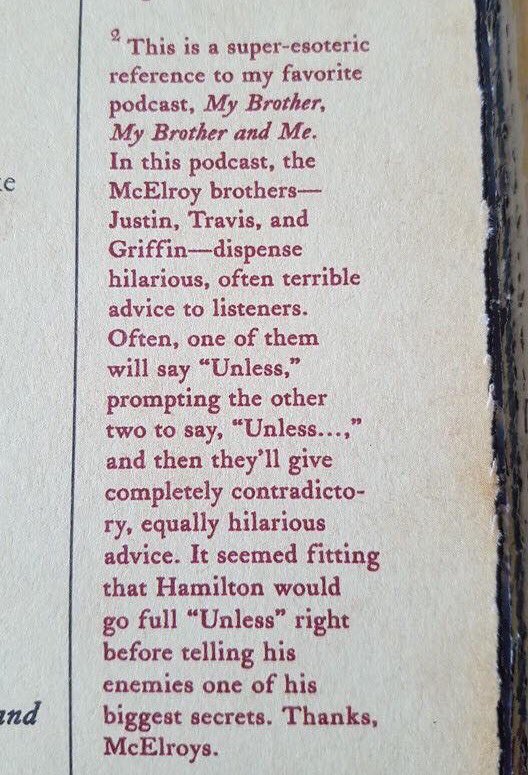 ² This is a super-esoteric
reference to my favorite
podcast, My Brother,
My Brother and Me.
In this podcast, the
McElroy brothers—
Justin, Travis, and
Griffin—dispense
hilarious, often terrible
advice to listeners.
Often, one of them
will say “Unless,”
prompting the other
two to say, “Unless...,”
and then they’ll give
completely contradicto-
ry, equally hilarious
advice. It seemed fitting
that Hamilton would
go full “Unless” right
before telling his
enemies one of his
biggest secrets. Thanks,
McElroys.